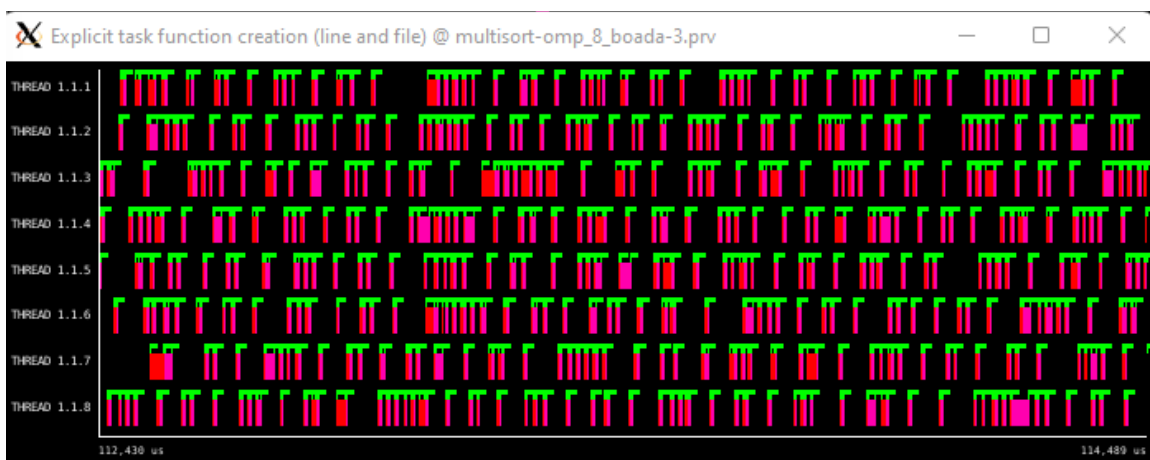 Explicit task function creation (line and file) @ multisort-omp_8_boada-3.prv
THREAD 1.1.1
THREAD 1.1.2
THREAD 1.1.3
THREAD 1.1.4
THREAD 1.1.5
THREAD 1.1.6
THREAD 1.1.7
THREAD 1.1.8
112,430 us 114,489 us